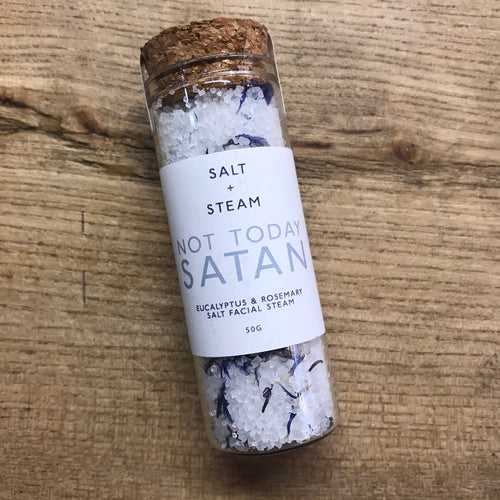 SALT
+
STEAM
NOT TODAY
SATAN
EUCALYPTUS & ROSEMARY
SALT FACIAL STEAM
50G